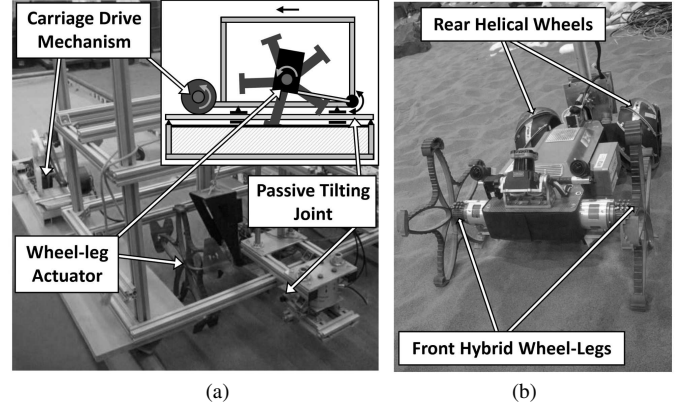 Carriage Drive
Mechanism
Passive Tilting
Joint
Wheel-leg
Actuator
(a)
Rear Helical Wheels
Front Hybrid Wheel-Legs
(b)